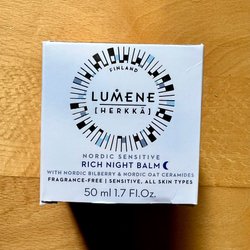 FINLAND
LUMENE
[HERKKÄ]
NORDIC SENSITIVE
RICH NIGHT BALM
WITH NORDIC BILBERRY & NORDIC OAT CERAMIDES
FRAGRANCE-FREE | SENSITIVE, ALL SKIN TYPES
50 ml 1.7 Fl.Oz.